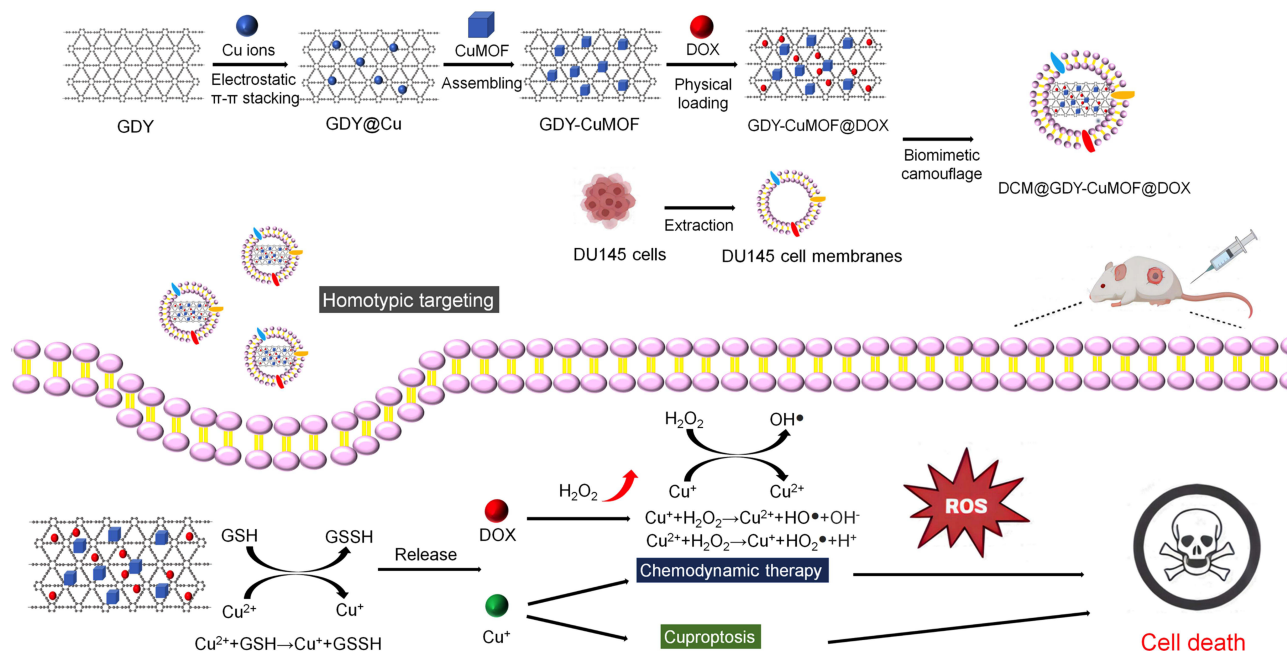 Cu ions
CuMOF
DOX
Electrostatic
π-π stacking
Assembling
Physical
loading
GDY
GDY@Cu
GDY-CuMOF
GDY-CuMOF@DOX
Biomimetic
camouflage
DCM@GDY-CuMOF@DOX
Extraction
DU145 cells
DU145 cell membranes
Homotypic targeting
H₂O₂
OH•
H₂O₂
Cu⁺
Cu²⁺
ROS
GSH
GSSH
Release
DOX
Cu⁺+H₂O₂→Cu²⁺+HO•+OH⁻
Cu²⁺+H₂O₂→Cu⁺+HO₂•+H⁺
Chemodynamic therapy
Cu²⁺
Cu⁺
Cu⁺
Cu²⁺+GSH→Cu⁺+GSSH
Cuproptosis
Cell death